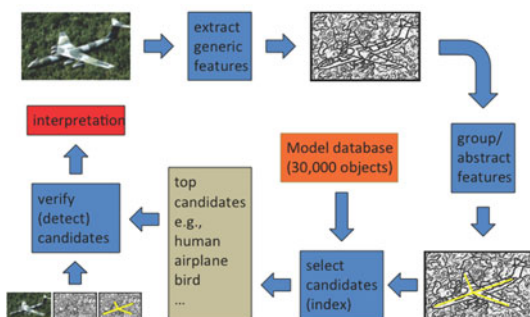 extract
generic
features
group/
abstract
features
Model database
(30,000 objects)
select
candidates
(index)
top
candidates
e.g.,
human
airplane
bird
...
verify
(detect)
candidates
interpretation